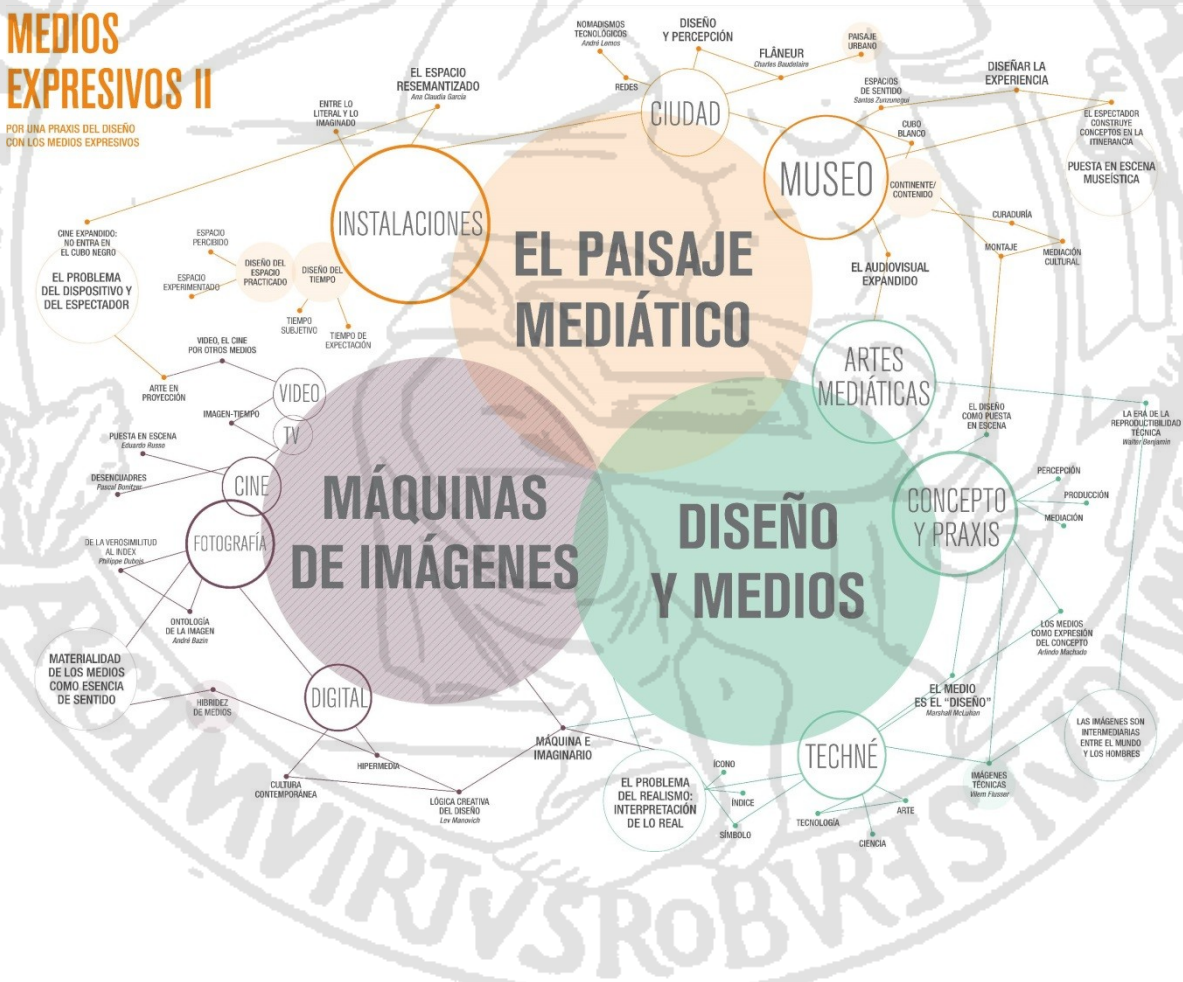 MEDIOS
EXPRESIVOS II
POR UNA PRAXIS DEL DISEÑO
CON LOS MEDIOS EXPRESIVOS
NOMADISMOS
TECNOLÓGICOS
André Lemos
REDES
DISEÑO
Y PERCEPCIÓN
FLÂNEUR
Charles Baudelaire
PAISAJE
URBANO
CIUDAD
EL ESPACIO
RESEMANTIZADO
Ana Claudia García
ENTRE LO
LITERAL Y LO
IMAGINADO
INSTALACIONES
ESPACIOS
DE SENTIDO
Santos Zunzunegui
DISEÑAR LA
EXPERIENCIA
CUBO
BLANCO
MUSEO
CONTINENTE/
CONTENIDO
EL ESPECTADOR
CONSTRUYE
CONCEPTOS EN LA
ITINERANCIA
PUESTA EN ESCENA
MUSEÍSTICA
CURADURÍA
MONTAJE
MEDIACIÓN
CULTURAL
EL AUDIOVISUAL
EXPANDIDO
EL PAISAJE
MEDIÁTICO
CINE EXPANDIDO:
NO ENTRA EN
EL CUBO NEGRO
EL PROBLEMA
DEL DISPOSITIVO Y
DEL ESPECTADOR
ESPACIO
PERCIBIDO
ESPACIO
EXPERIMENTADO
DISEÑO DEL
ESPACIO
PRACTICADO
DISEÑO DEL
TIEMPO
TIEMPO
SUBJETIVO
TIEMPO DE
EXPECTACIÓN
VIDEO, EL CINE
POR OTROS MEDIOS
ARTE EN
PROYECCIÓN
VIDEO
IMAGEN-TIEMPO
TV
PUESTA EN ESCENA
Eduardo Russo
DESENCUADRES
Pascal Bonitzer
CINE
FOTOGRAFÍA
DE LA VEROSIMILITUD
AL INDEX
Philippe Dubois
ONTOLOGÍA
DE LA IMAGEN
André Bazin
MÁQUINAS
DE IMÁGENES
MATERIALIDAD
DE LOS MEDIOS
COMO ESENCIA
DE SENTIDO
HIBRIDEZ
DE MEDIOS
DIGITAL
HIPERMEDIA
CULTURA
CONTEMPORÁNEA
LÓGICA CREATIVA
DEL DISEÑO
Lev Manovich
MÁQUINA E
IMAGINARIO
ARTES
MEDIÁTICAS
EL DISEÑO
COMO PUESTA
EN ESCENA
LA ERA DE LA
REPRODUCTIBILIDAD
TÉCNICA
Walter Benjamin
CONCEPTO
Y PRAXIS
PERCEPCIÓN
PRODUCCIÓN
MEDIACIÓN
DISEÑO
Y MEDIOS
LOS MEDIOS
COMO EXPRESIÓN
DEL CONCEPTO
Arlindo Machado
EL MEDIO
ES EL “DISEÑO”
Marshall McLuhan
TECHNÉ
LAS IMÁGENES SON
INTERMEDIARIAS
ENTRE EL MUNDO
Y LOS HOMBRES
IMÁGENES
TÉCNICAS
Vilem Flusser
EL PROBLEMA
DEL REALISMO:
INTERPRETACIÓN
DE LO REAL
ÍCONO
ÍNDICE
SÍMBOLO
TECNOLOGÍA
ARTE
CIENCIA